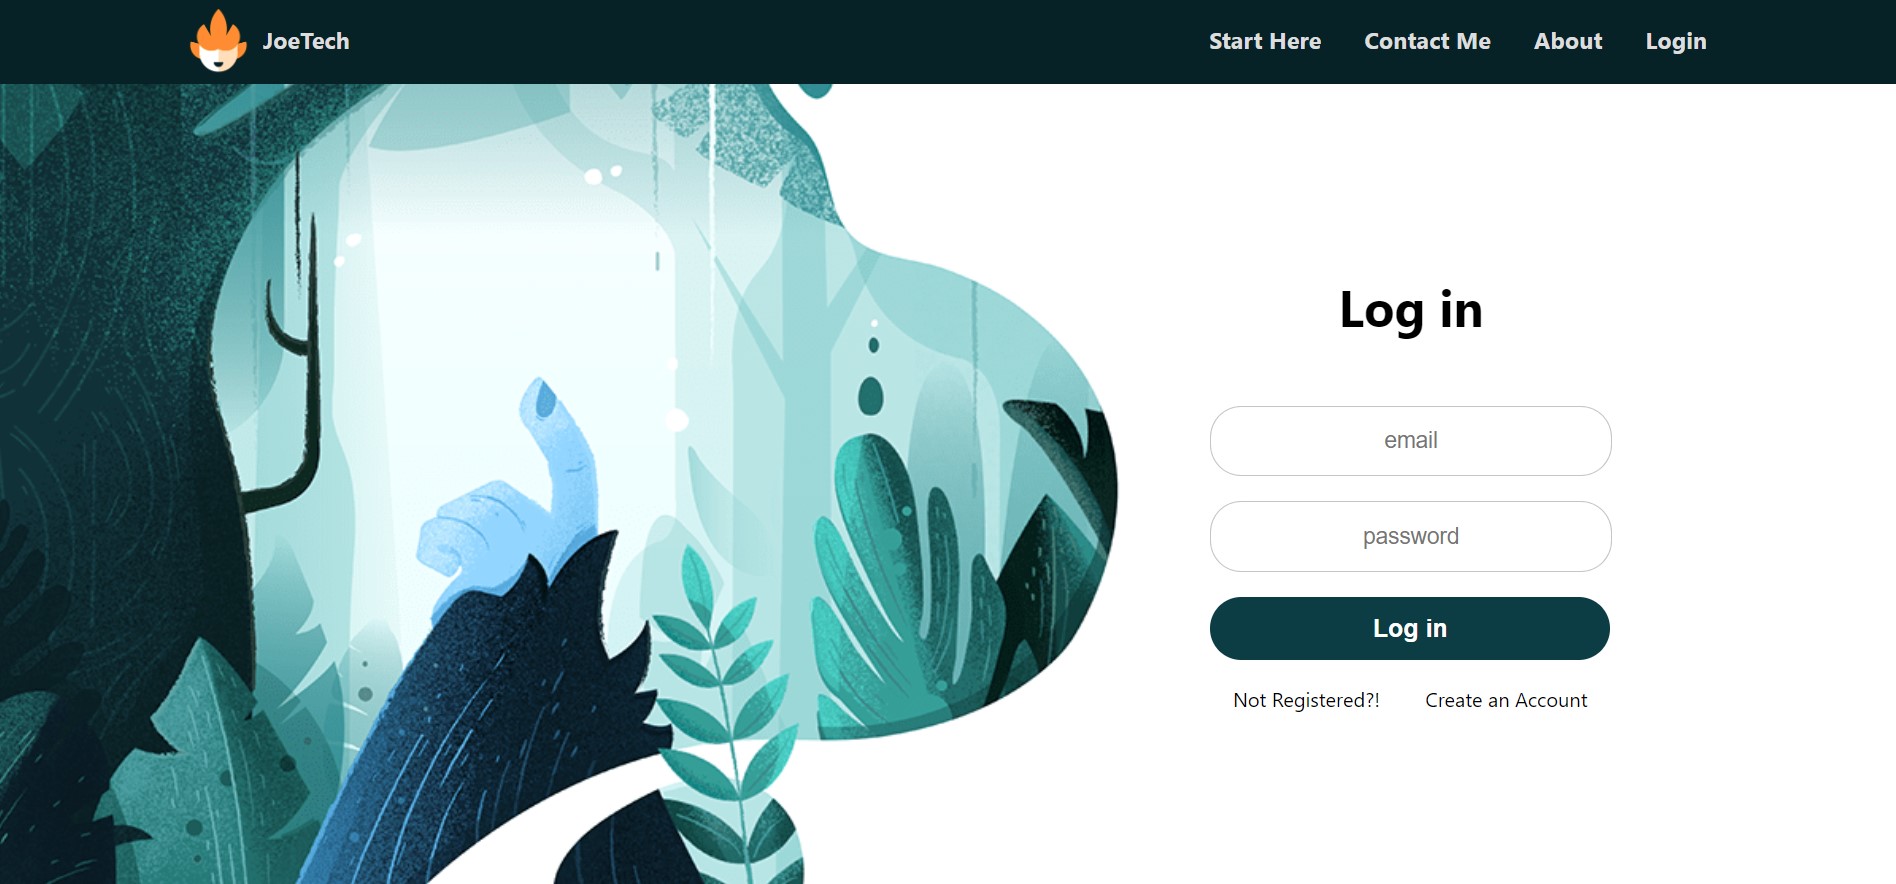 JoeTech
Start Here
Contact Me
About
Login
Log in
email
password
Log in
Not Registered?!
Create an Account